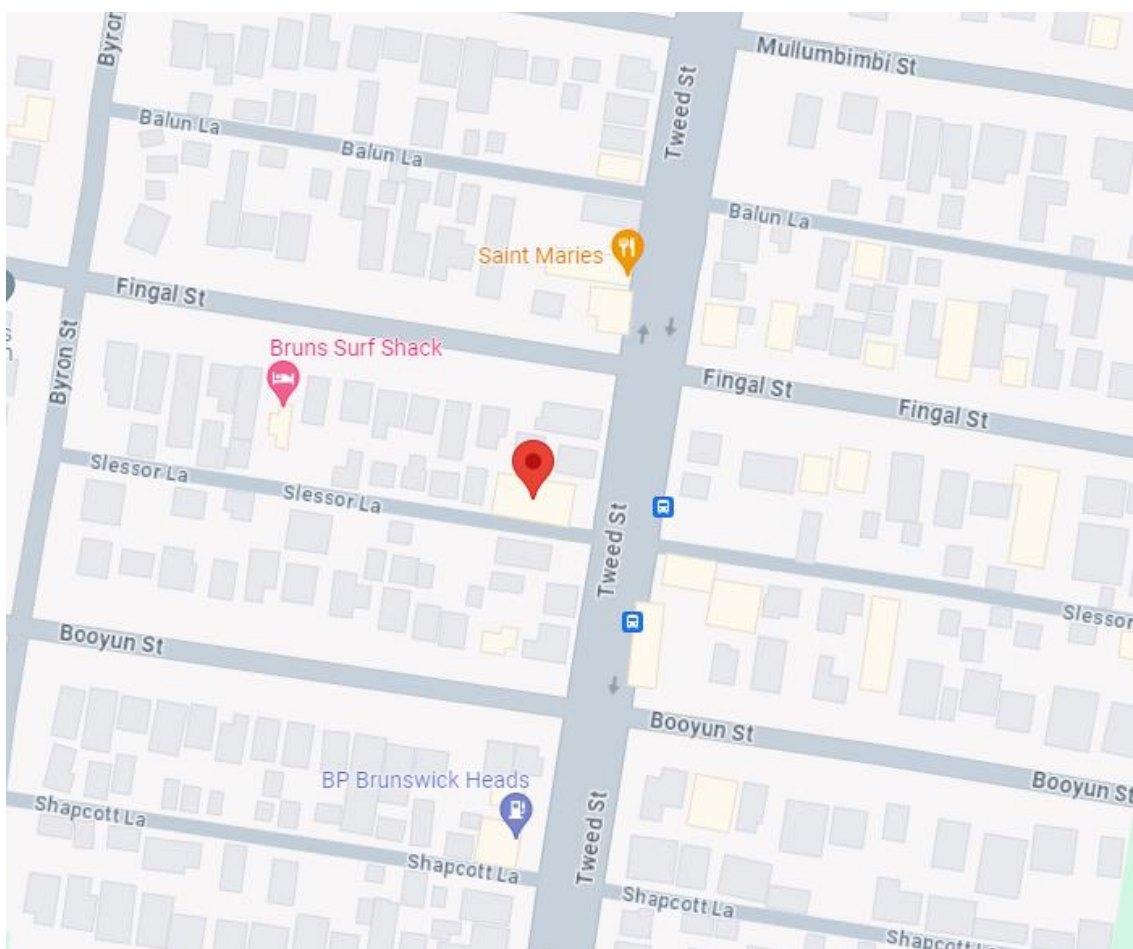 Byron
Mullumbimbi St
Tweed St
Balun La
Balun La
Balun La
Saint Maries
Fingal St
Bruns Surf Shack
Byron St
Fingal St
Fingal St
Slessor La
Slessor La
Tweed St
Slessor
Booyun St
Booyun St
Booyun St
BP Brunswick Heads
Shapcott La
Shapcott La
Tweed St
Shapcott La
Shapcott La